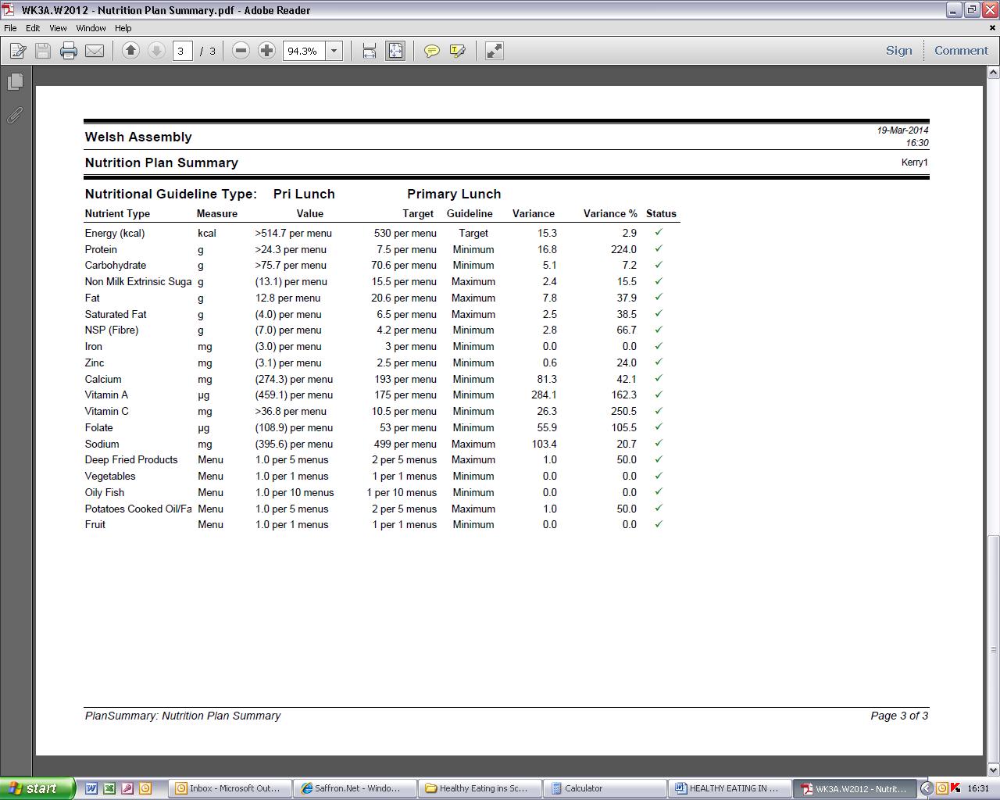 WK3A.W2012 - Nutrition Plan Summary.pdf - Adobe Reader
File Edit View Window Help
3 / 3 94.3% Sign Comment
19-Mar-2014
Welsh Assembly
16:30
Nutrition Plan Summary Kerry1
Nutritional Guideline Type: Pri Lunch Primary Lunch
Nutrient Type Measure Value Target Guideline Variance Variance % Status
Energy (kcal) kcal >514.7 per menu 530 per menu Target 15.3 2.9 ✓
Protein g >24.3 per menu 7.5 per menu Minimum 16.8 224.0 ✓
Carbohydrate g >75.7 per menu 70.6 per menu Minimum 5.1 7.2 ✓
Non Milk Extrinsic Suga g (13.1) per menu 15.5 per menu Maximum 2.4 15.5 ✓
Fat g 12.8 per menu 20.6 per menu Maximum 7.8 37.9 ✓
Saturated Fat g (4.0) per menu 6.5 per menu Maximum 2.5 38.5 ✓
NSP (Fibre) g (7.0) per menu 4.2 per menu Minimum 2.8 66.7 ✓
Iron mg (3.0) per menu 3 per menu Minimum 0.0 0.0 ✓
Zinc mg (3.1) per menu 2.5 per menu Minimum 0.6 24.0 ✓
Calcium mg (274.3) per menu 193 per menu Minimum 81.3 42.1 ✓
Vitamin A µg (459.1) per menu 175 per menu Minimum 284.1 162.3 ✓
Vitamin C mg >36.8 per menu 10.5 per menu Minimum 26.3 250.5 ✓
Folate µg (108.9) per menu 53 per menu Minimum 55.9 105.5 ✓
Sodium mg (395.6) per menu 499 per menu Maximum 103.4 20.7 ✓
Deep Fried Products Menu 1.0 per 5 menus 2 per 5 menus Maximum 1.0 50.0 ✓
Vegetables Menu 1.0 per 1 menus 1 per 1 menus Minimum 0.0 0.0 ✓
Oily Fish Menu 1.0 per 10 menus 1 per 10 menus Minimum 0.0 0.0 ✓
Potatoes Cooked Oil/Fa Menu 1.0 per 5 menus 2 per 5 menus Maximum 1.0 50.0 ✓
Fruit Menu 1.0 per 1 menus 1 per 1 menus Minimum 0.0 0.0 ✓
PlanSummary: Nutrition Plan Summary Page 3 of 3
start Inbox - Microsoft Out... Saffron.Net - Windo... Healthy Eating ins Sc... Calculator HEALTHY EATING IN ... WK3A.W2012 - Nutrit... 16:31